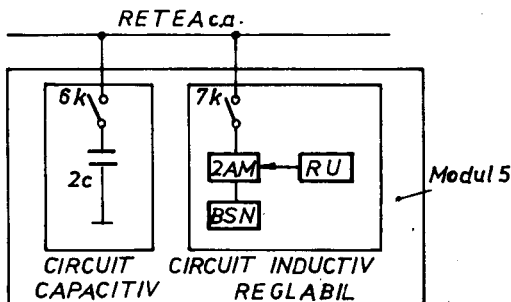 RETEA c.a.
6k
7k
2c
2AM
RU
BSN
Modul 5
CIRCUIT CAPACITIV
CIRCUIT INDUCTIV REGLABIL